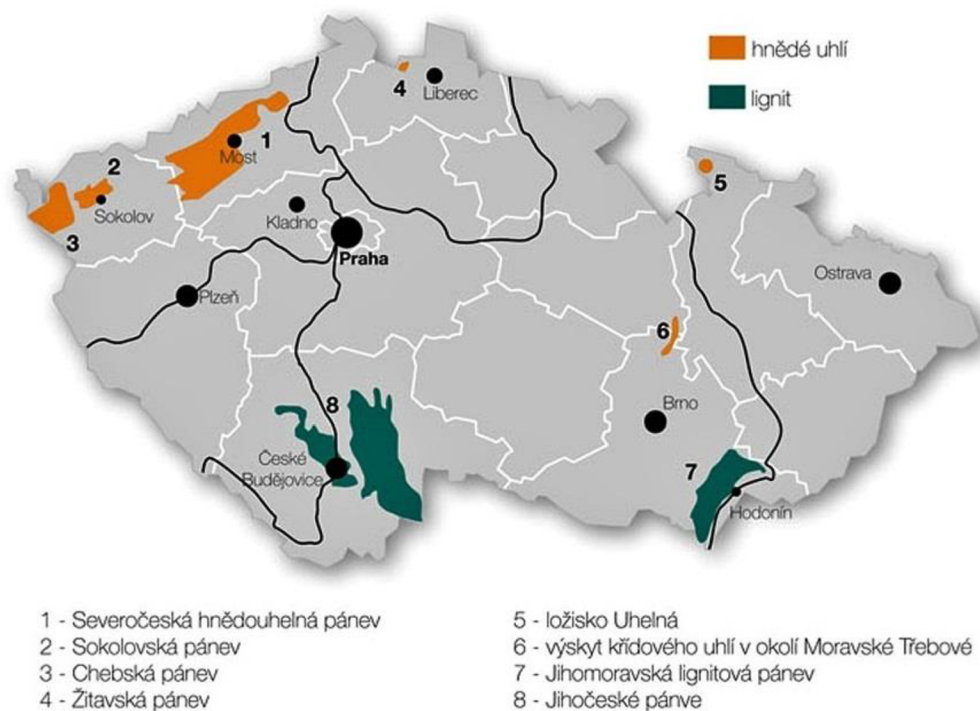 hnědé uhlí
lignit
4
Liberec
1
Most
2
Sokolov
3
Kladno
Praha
5
Plzeň
Ostrava
6
8
Brno
České
Budějovice
7
Hodonín
1 - Severočeská hnědouhelná pánev
2 - Sokolovská pánev
3 - Chebská pánev
4 - Žitavská pánev
5 - ložisko Uhelná
6 - výskyt křídového uhlí v okolí Moravské Třebové
7 - Jihomoravská lignitová pánev
8 - Jihočeské pánve